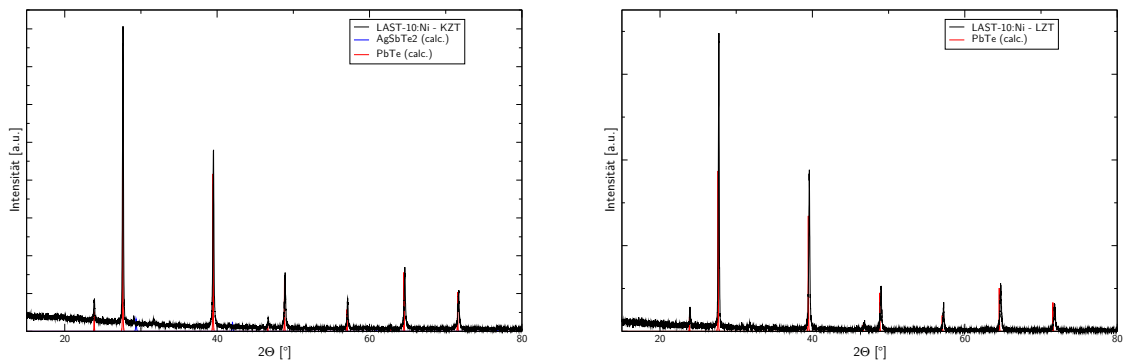 LAST-10:Ni - KZT
AgSbTe2 (calc.)
PbTe (calc.)
Intensität [a.u.]
20
40
60
80
2Θ [°]
LAST-10:Ni - LZT
PbTe (calc.)
Intensität [a.u.]
20
40
60
80
2Θ [°]